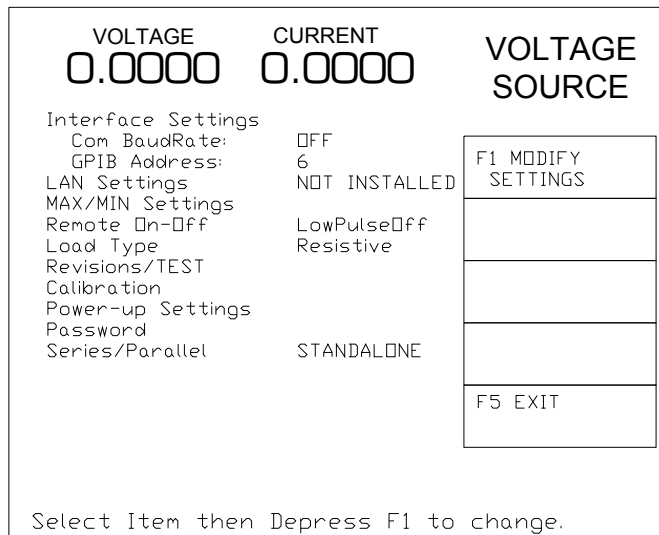 VOLTAGE CURRENT
0.0000 0.0000
VOLTAGE
SOURCE
Interface Settings
Com BaudRate: OFF
GPIB Address: 6
LAN Settings NOT INSTALLED
MAX/MIN Settings
Remote On-Off LowPulseOff
Load Type Resistive
Revisions/TEST
Calibration
Power-up Settings
Password
Series/Parallel STANDALONE
F1 MODIFY
SETTINGS
F5 EXIT
Select Item then Depress F1 to change.